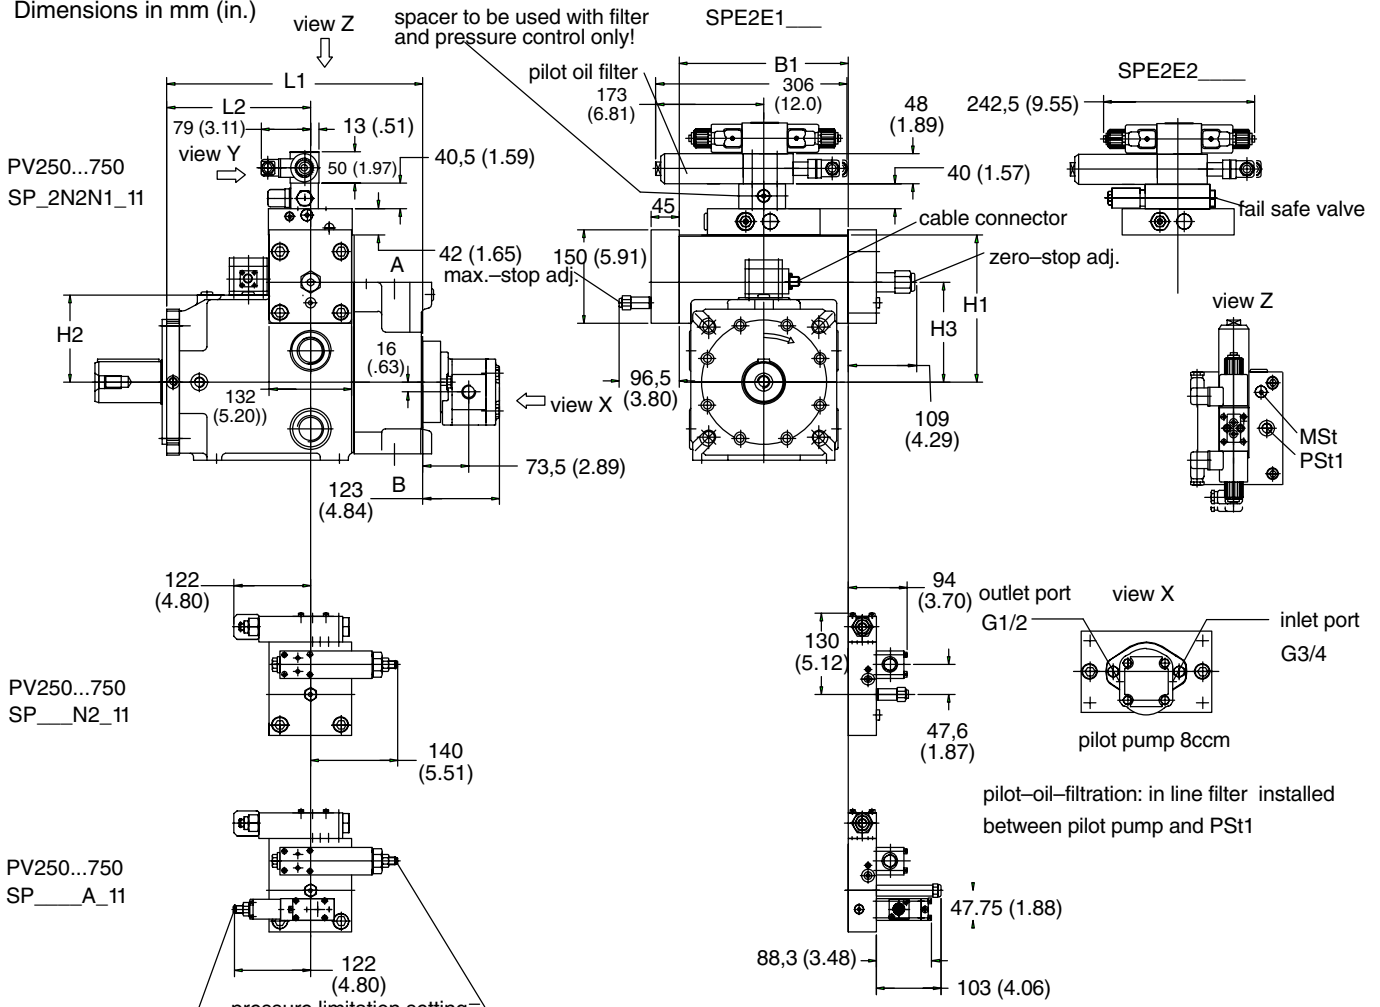 Dimensions in mm (in.)
view Z
spacer to be used with filter
and pressure control only!
SPE2E1___
L1
pilot oil filter
B1
306
(12.0)
SPE2E2____
L2
173
(6.81)
48
(1.89)
242,5 (9.55)
79 (3.11)
13 (.51)
view Y
50 (1.97)
40,5 (1.59)
40 (1.57)
PV250...750
SP_2N2N1_11
45
cable connector
fail safe valve
42 (1.65)
A
150 (5.91)
max.–stop adj.
zero–stop adj.
view Z
H2
H1
H3
16
(.63)
132
(5.20))
96,5
(3.80)
view X
109
(4.29)
MSt
PSt1
73,5 (2.89)
B
123
(4.84)
122
(4.80)
94
(3.70)
outlet port
G1/2
view X
inlet port
G3/4
130
(5.12)
PV250...750
SP___N2_11
47,6
(1.87)
pilot pump 8ccm
140
(5.51)
pilot–oil–filtration: in line filter installed
between pilot pump and PSt1
PV250...750
SP____A_11
47.75 (1.88)
88,3 (3.48)
122
(4.80)
103 (4.06)
pressure limitation setting